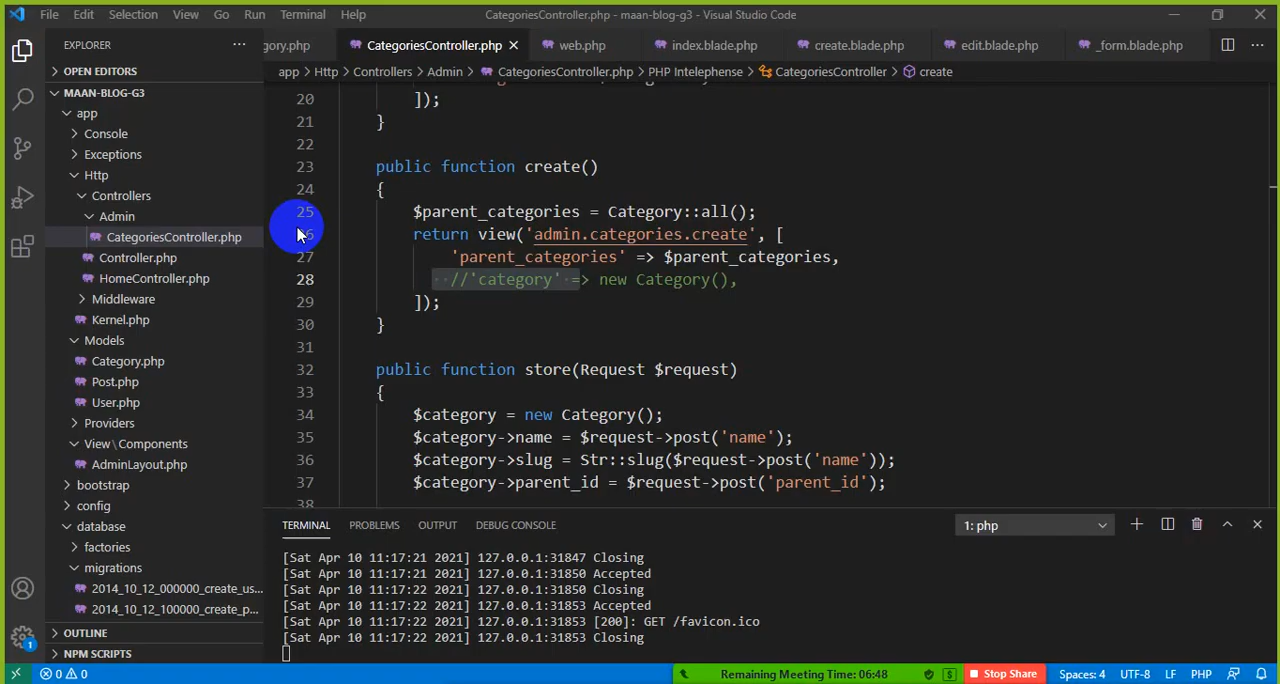 File Edit Selection View Go Run Terminal Help CategoriesController.php - maan-blog-g3 - Visual Studio Code
EXPLORER ···
gory.php CategoriesController.php web.php index.blade.php create.blade.php edit.blade.php _form.blade.php ···
OPEN EDITORS
app > Http > Controllers > Admin > CategoriesController.php > PHP Intelephense > CategoriesController > create
MAAN-BLOG-G3
app
Console
Exceptions
Http
Controllers
Admin
CategoriesController.php
Controller.php
HomeController.php
Middleware
Kernel.php
Models
Category.php
Post.php
User.php
Providers
View\Components
AdminLayout.php
bootstrap
config
database
factories
migrations
2014_10_12_000000_create_us...
2014_10_12_100000_create_p...
OUTLINE
NPM SCRIPTS
20 ]);
21 }
22
23 public function create()
24 {
25 $parent_categories = Category::all();
26 return view('admin.categories.create', [
27 'parent_categories' => $parent_categories,
28 //'category' => new Category(),
29 ]);
30 }
31
32 public function store(Request $request)
33 {
34 $category = new Category();
35 $category->name = $request->post('name');
36 $category->slug = Str::slug($request->post('name'));
37 $category->parent_id = $request->post('parent_id');
38
TERMINAL PROBLEMS OUTPUT DEBUG CONSOLE 1: php
[Sat Apr 10 11:17:21 2021] 127.0.0.1:31847 Closing
[Sat Apr 10 11:17:21 2021] 127.0.0.1:31850 Accepted
[Sat Apr 10 11:17:22 2021] 127.0.0.1:31850 Closing
[Sat Apr 10 11:17:22 2021] 127.0.0.1:31853 Accepted
[Sat Apr 10 11:17:22 2021] 127.0.0.1:31853 [200]: GET /favicon.ico
[Sat Apr 10 11:17:22 2021] 127.0.0.1:31853 Closing
1
0 0 Remaining Meeting Time: 06:48 Stop Share Spaces: 4 UTF-8 LF PHP